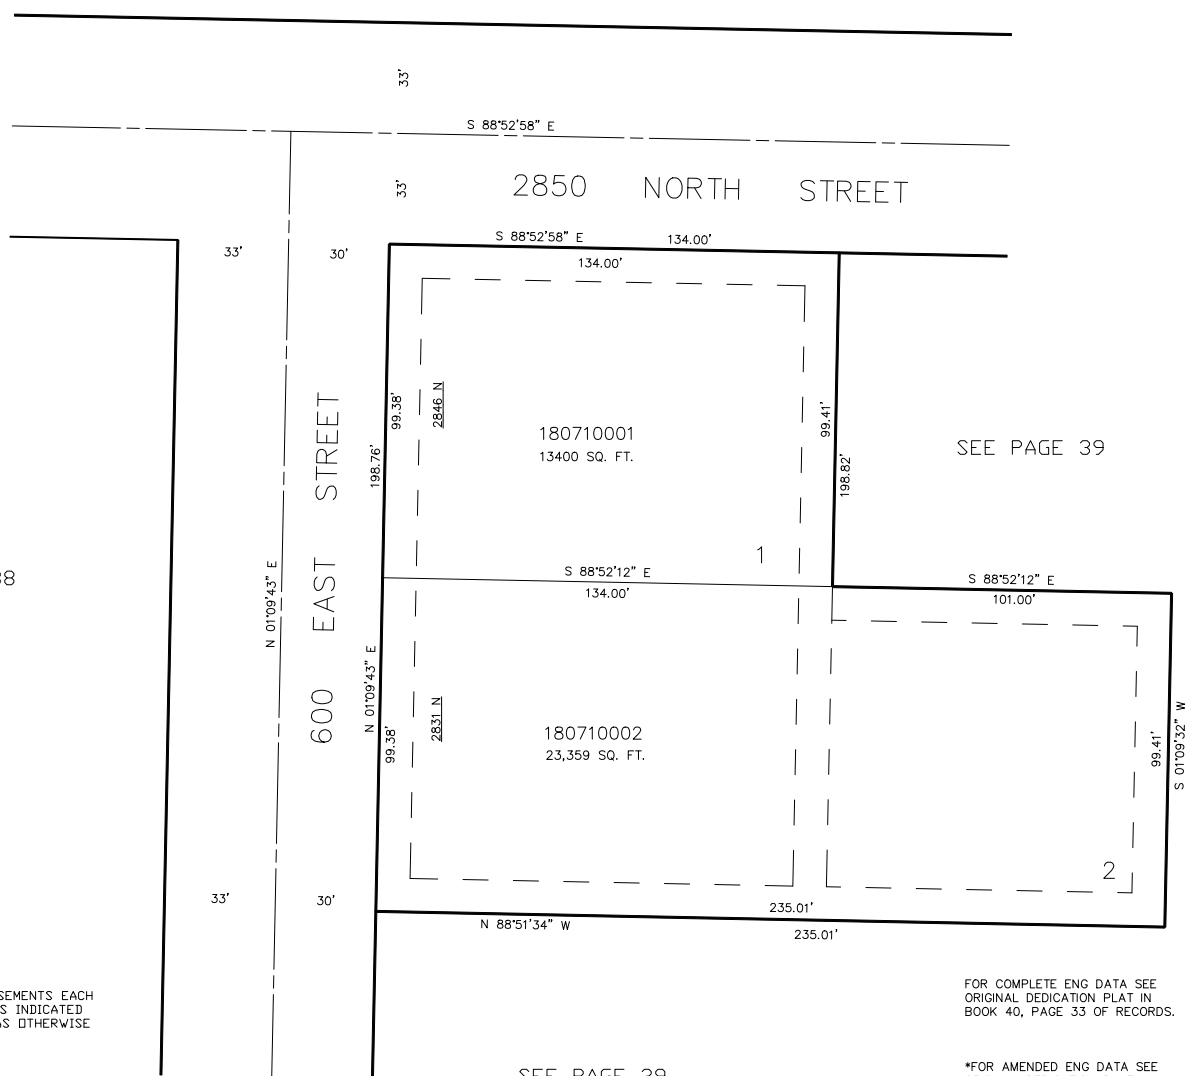 33'
S 88°52'58" E
33'
2850 NORTH STREET
33'
30'
S 88°52'58" E
134.00'
134.00'
99.38'
2846 N
99.41'
198.76'
198.82'
180710001
13400 SQ. FT.
SEE PAGE 39
600 EAST STREET
1
N 01°09'43" E
S 88°52'12" E
134.00'
S 88°52'12" E
101.00'
N 01°09'43" E
99.38'
2831 N
180710002
23,359 SQ. FT.
99.41'
S 01°09'32" W
2
33'
30'
235.01'
N 88°51'34" W
235.01'
SEMENTS EACH
S INDICATED
AS OTHERWISE
FOR COMPLETE ENG DATA SEE
ORIGINAL DEDICATION PLAT IN
BOOK 40, PAGE 33 OF RECORDS.
SEE PAGE 39
*FOR AMENDED ENG DATA SEE